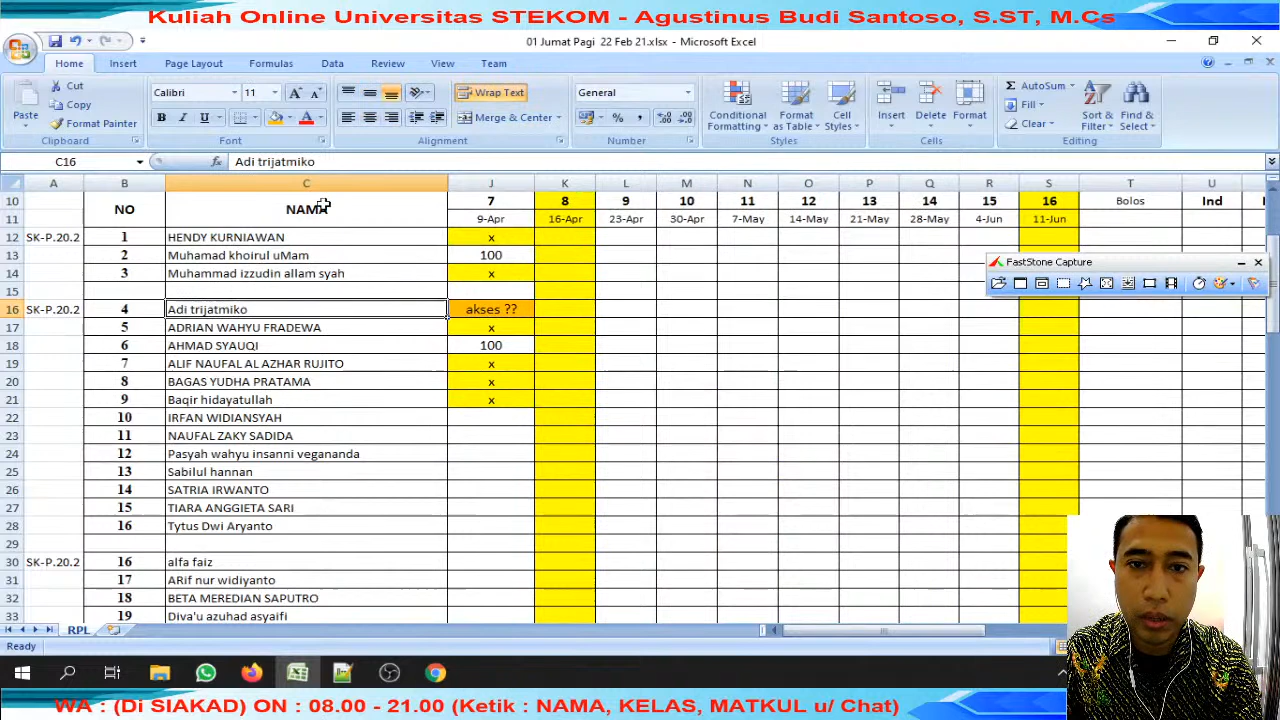 Kuliah Online Universitas STEKOM - Agustinus Budi Santoso, S.ST, M.Cs
01 Jumat Pagi 22 Feb 21.xlsx - Microsoft Excel
Home Insert Page Layout Formulas Data Review View Team
Paste Cut Copy Format Painter Clipboard
Calibri 11 B I U A A A Font
Wrap Text Merge & Center Alignment
General % , Number
Conditional Formatting Format as Table Cell Styles Styles
Insert Delete Format Cells
AutoSum Fill Clear Sort & Filter Find & Select Editing
C16 fx Adi trijatmiko
A B C J K L M N O P Q R S T U
10 NO NAMA 7 8 9 10 11 12 13 14 15 16 Bolos Ind
11 9-Apr 16-Apr 23-Apr 30-Apr 7-May 14-May 21-May 28-May 4-Jun 11-Jun
12 SK-P.20.2 1 HENDY KURNIAWAN x
13 2 Muhamad khoirul uMam 100
14 3 Muhammad izzudin allam syah x
15
16 SK-P.20.2 4 Adi trijatmiko akses ??
17 5 ADRIAN WAHYU FRADEWA x
18 6 AHMAD SYAUQI 100
19 7 ALIF NAUFAL AL AZHAR RUJITO x
20 8 BAGAS YUDHA PRATAMA x
21 9 Baqir hidayatullah x
22 10 IRFAN WIDIANSYAH
23 11 NAUFAL ZAKY SADIDA
24 12 Pasyah wahyu insanni vegananda
25 13 Sabilul hannan
26 14 SATRIA IRWANTO
27 15 TIARA ANGGIETA SARI
28 16 Tytus Dwi Aryanto
29
30 SK-P.20.2 16 alfa faiz
31 17 ARif nur widiyanto
32 18 BETA MEREDIAN SAPUTRO
33 19 Diva'u azuhad asyaifi
FastStone Capture
RPL
Ready
WA : (Di SIAKAD) ON : 08.00 - 21.00 (Ketik : NAMA, KELAS, MATKUL u/ Chat)